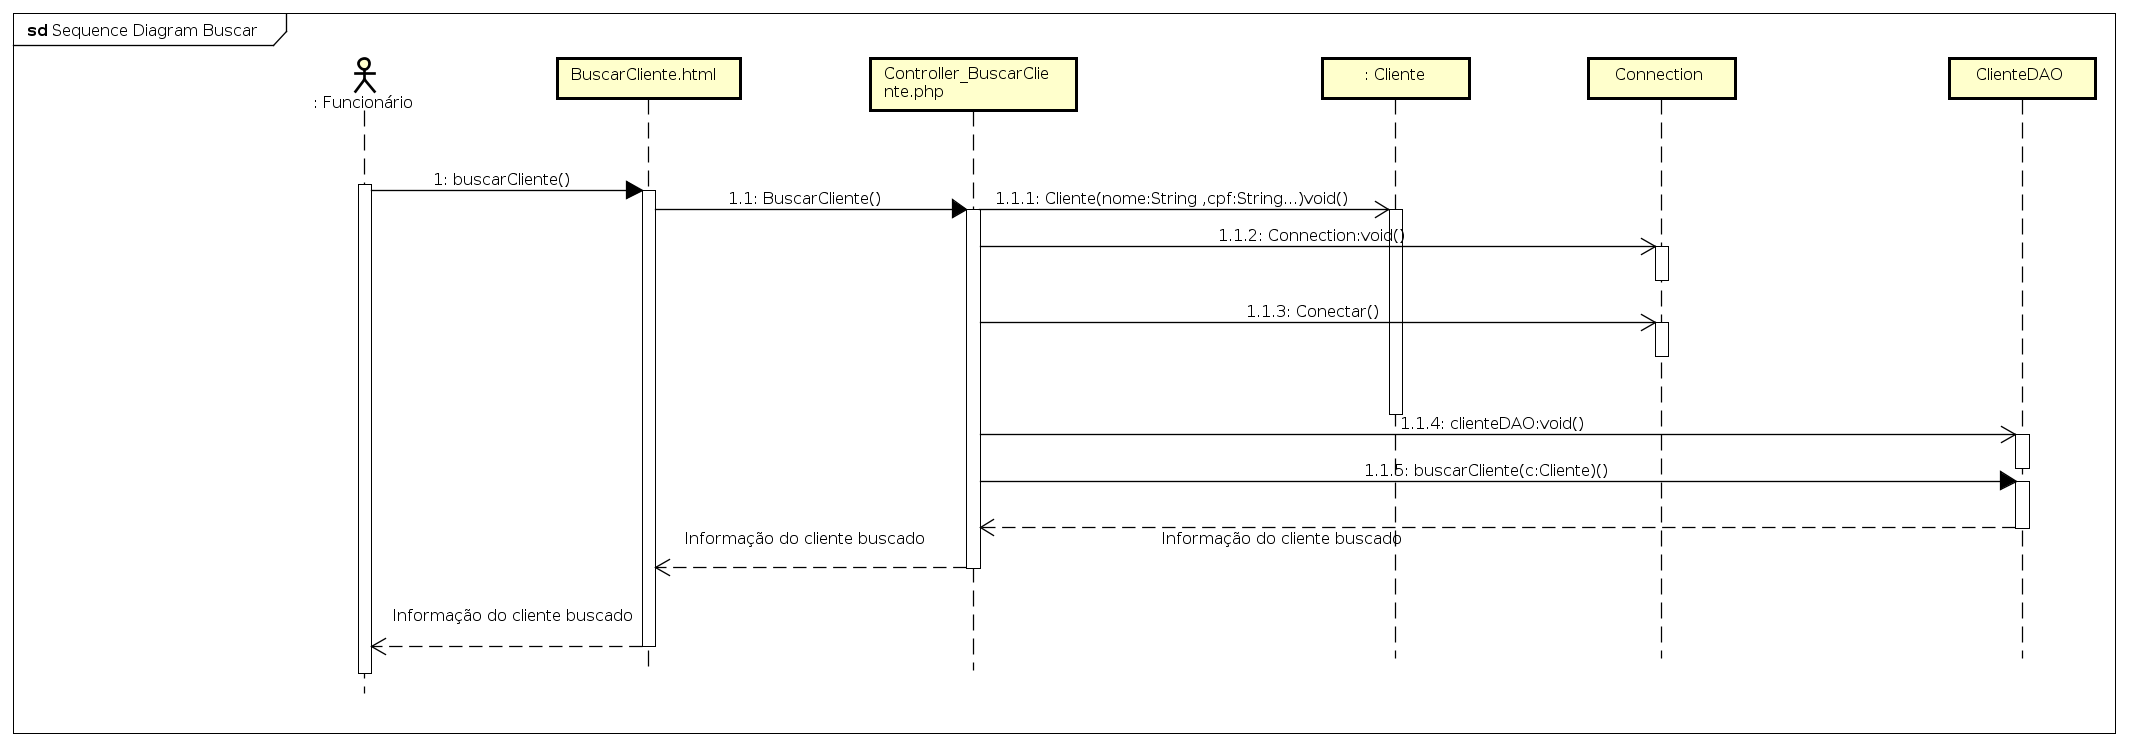 sd Sequence Diagram Buscar
: Funcionário
BuscarCliente.html
Controller_BuscarClie
nte.php
: Cliente
Connection
ClienteDAO
1: buscarCliente()
1.1: BuscarCliente()
1.1.1: Cliente(nome:String ,cpf:String...)void()
1.1.2: Connection:void()
1.1.3: Conectar()
1.1.4: clienteDAO:void()
1.1.5: buscarCliente(c:Cliente)()
Informação do cliente buscado
Informação do cliente buscado
Informação do cliente buscado